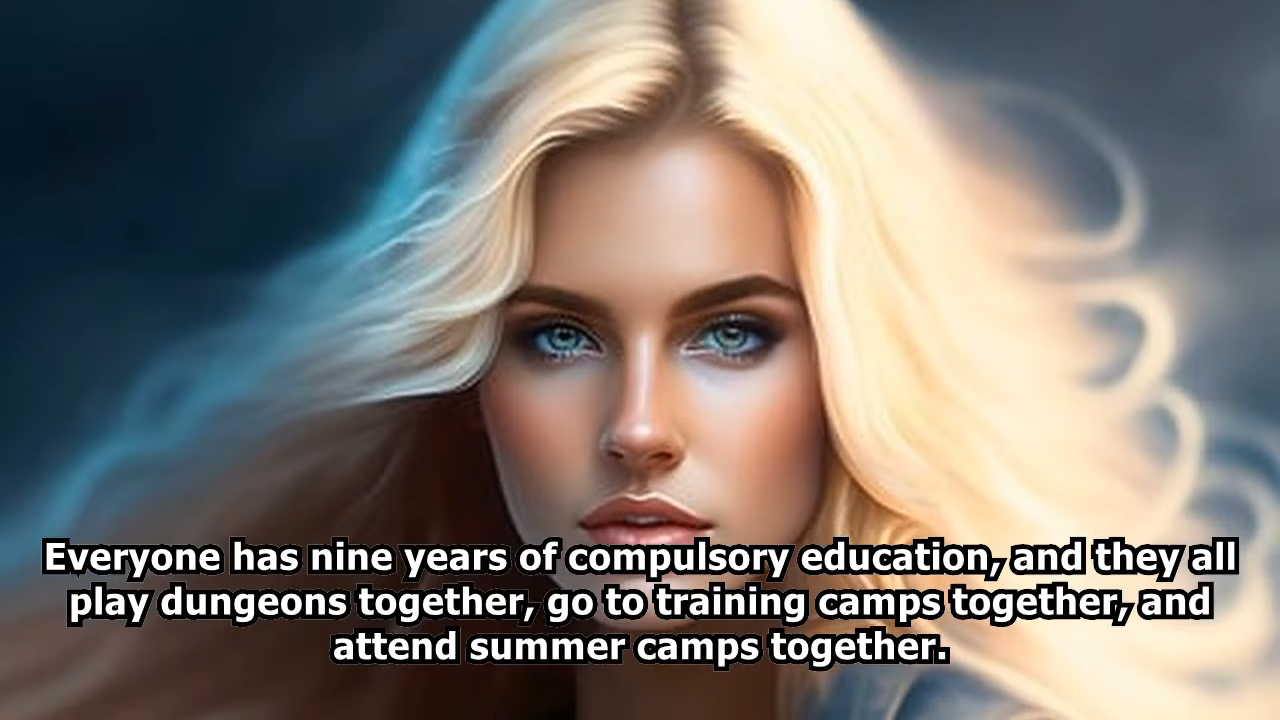 Everyone has nine years of compulsory education, and they all
play dungeons together, go to training camps together, and
attend summer camps together.